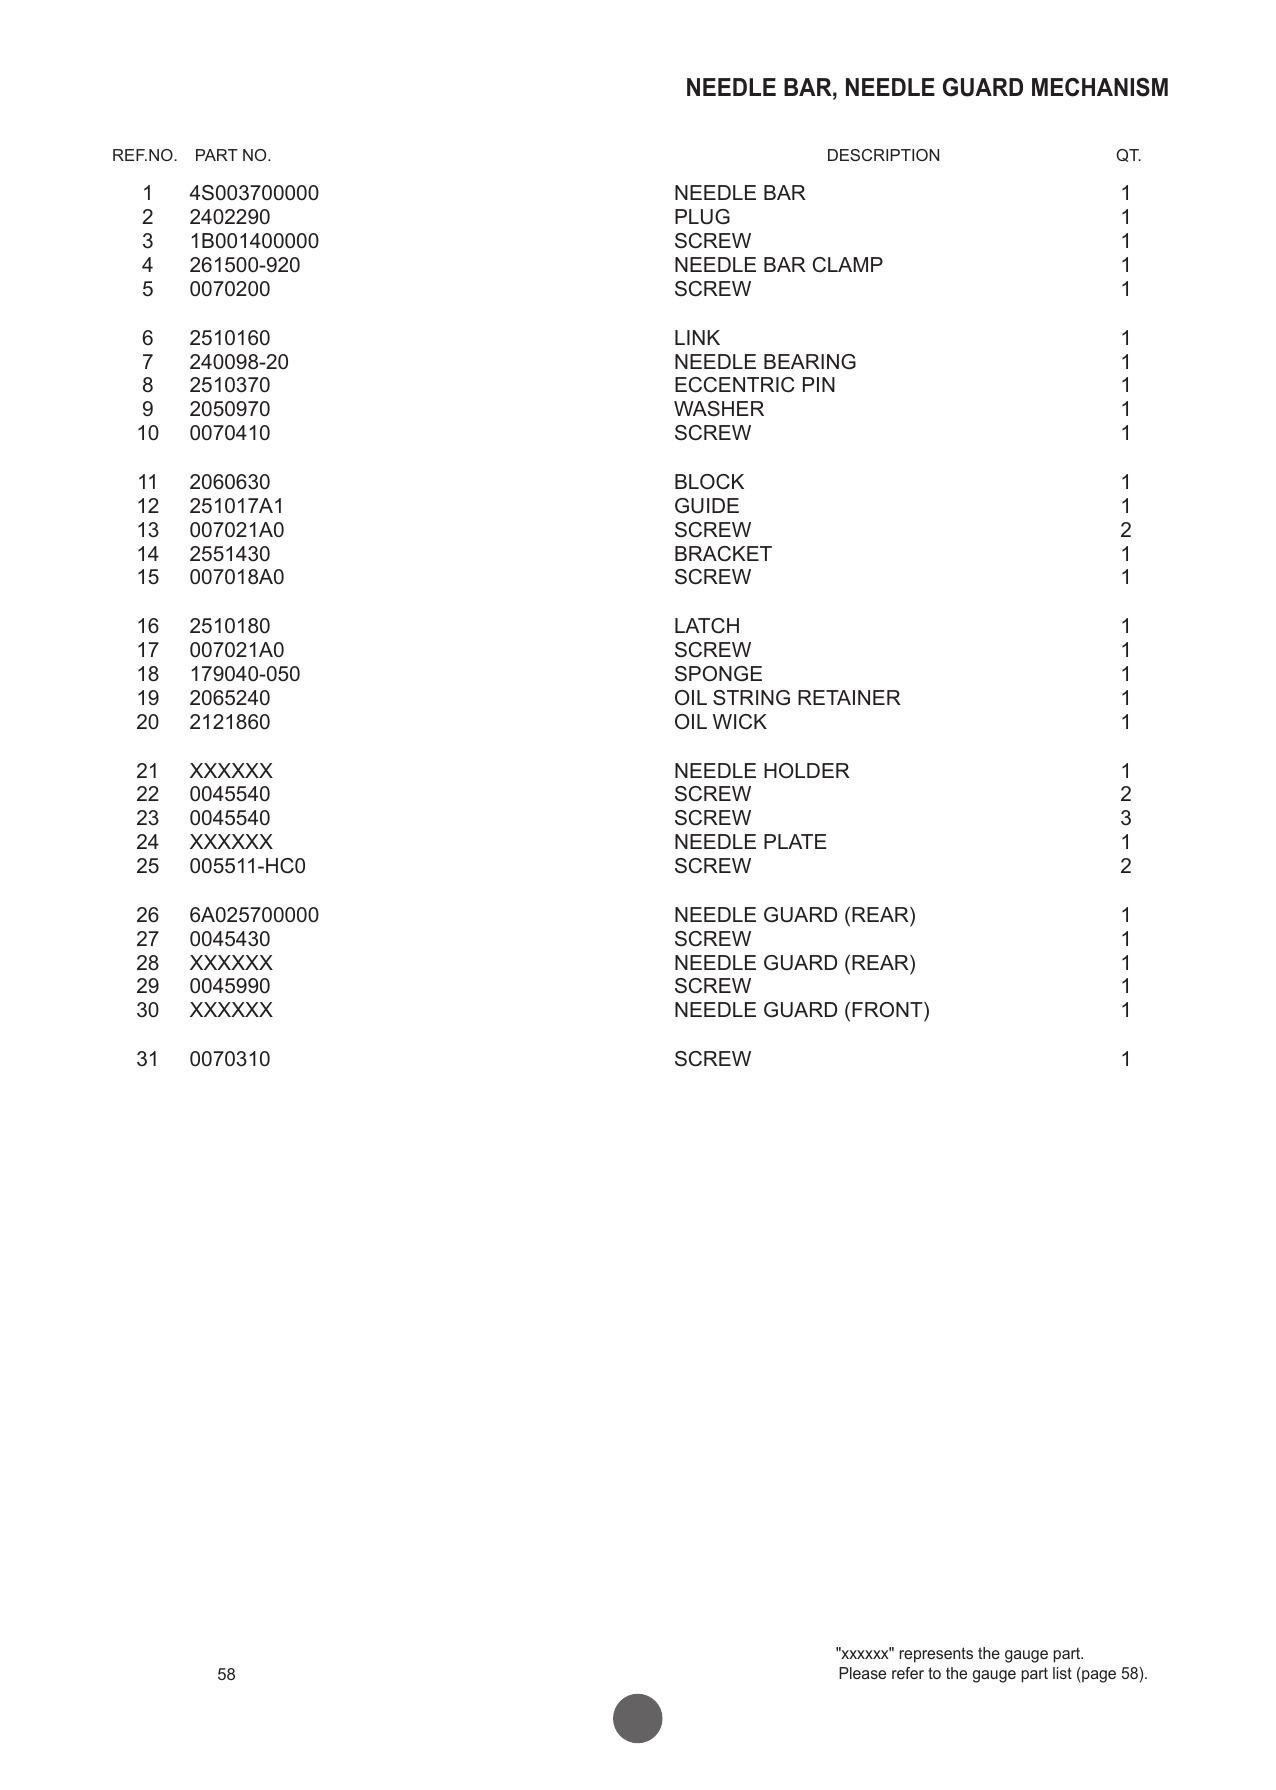 NEEDLE BAR, NEEDLE GUARD MECHANISM
REF.NO. PART NO. DESCRIPTION QT.
1 4S003700000 NEEDLE BAR 1
2 2402290 PLUG 1
3 1B001400000 SCREW 1
4 261500-920 NEEDLE BAR CLAMP 1
5 0070200 SCREW 1
6 2510160 LINK 1
7 240098-20 NEEDLE BEARING 1
8 2510370 ECCENTRIC PIN 1
9 2050970 WASHER 1
10 0070410 SCREW 1
11 2060630 BLOCK 1
12 251017A1 GUIDE 1
13 007021A0 SCREW 2
14 2551430 BRACKET 1
15 007018A0 SCREW 1
16 2510180 LATCH 1
17 007021A0 SCREW 1
18 179040-050 SPONGE 1
19 2065240 OIL STRING RETAINER 1
20 2121860 OIL WICK 1
21 XXXXXX NEEDLE HOLDER 1
22 0045540 SCREW 2
23 0045540 SCREW 3
24 XXXXXX NEEDLE PLATE 1
25 005511-HC0 SCREW 2
26 6A025700000 NEEDLE GUARD (REAR) 1
27 0045430 SCREW 1
28 XXXXXX NEEDLE GUARD (REAR) 1
29 0045990 SCREW 1
30 XXXXXX NEEDLE GUARD (FRONT) 1
31 0070310 SCREW 1
"xxxxxx" represents the gauge part.
Please refer to the gauge part list (page 58).
58